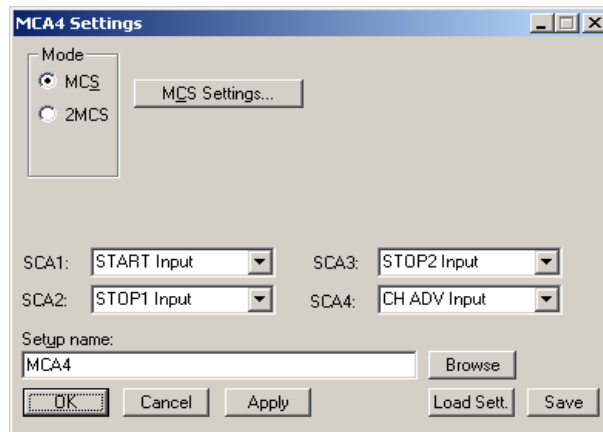 MCA4 Settings
Mode
MCS
MCS Settings...
2MCS
SCA1: START Input SCA3: STOP2 Input
SCA2: STOP1 Input SCA4: CH ADV Input
Setup name:
MCA4 Browse
OK Cancel Apply Load Sett. Save